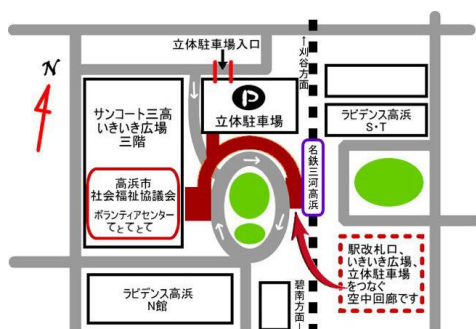 立体駐車場入口
↑刈谷方面
N
P
立体駐車場
サンコート三高
いきいき広場
三階
高浜市
社会福祉協議会
ボランティアセンター
てとてとて
名鉄三河高浜
ラビデンス高浜
S・T
駅改札口、
いきいき広場、
立体駐車場
をつなぐ
空中回廊です
ラビデンス高浜
N館
碧南方面↓